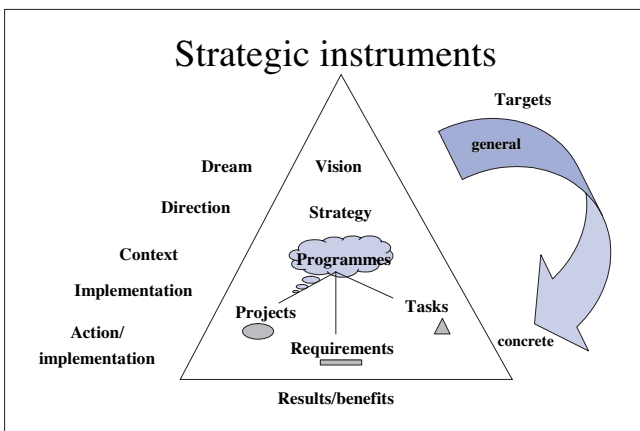 Strategic instruments
Targets
general
Dream
Vision
Direction
Strategy
Context
Programmes
Implementation
Projects
Tasks
Action/
implementation
Requirements
concrete
Results/benefits